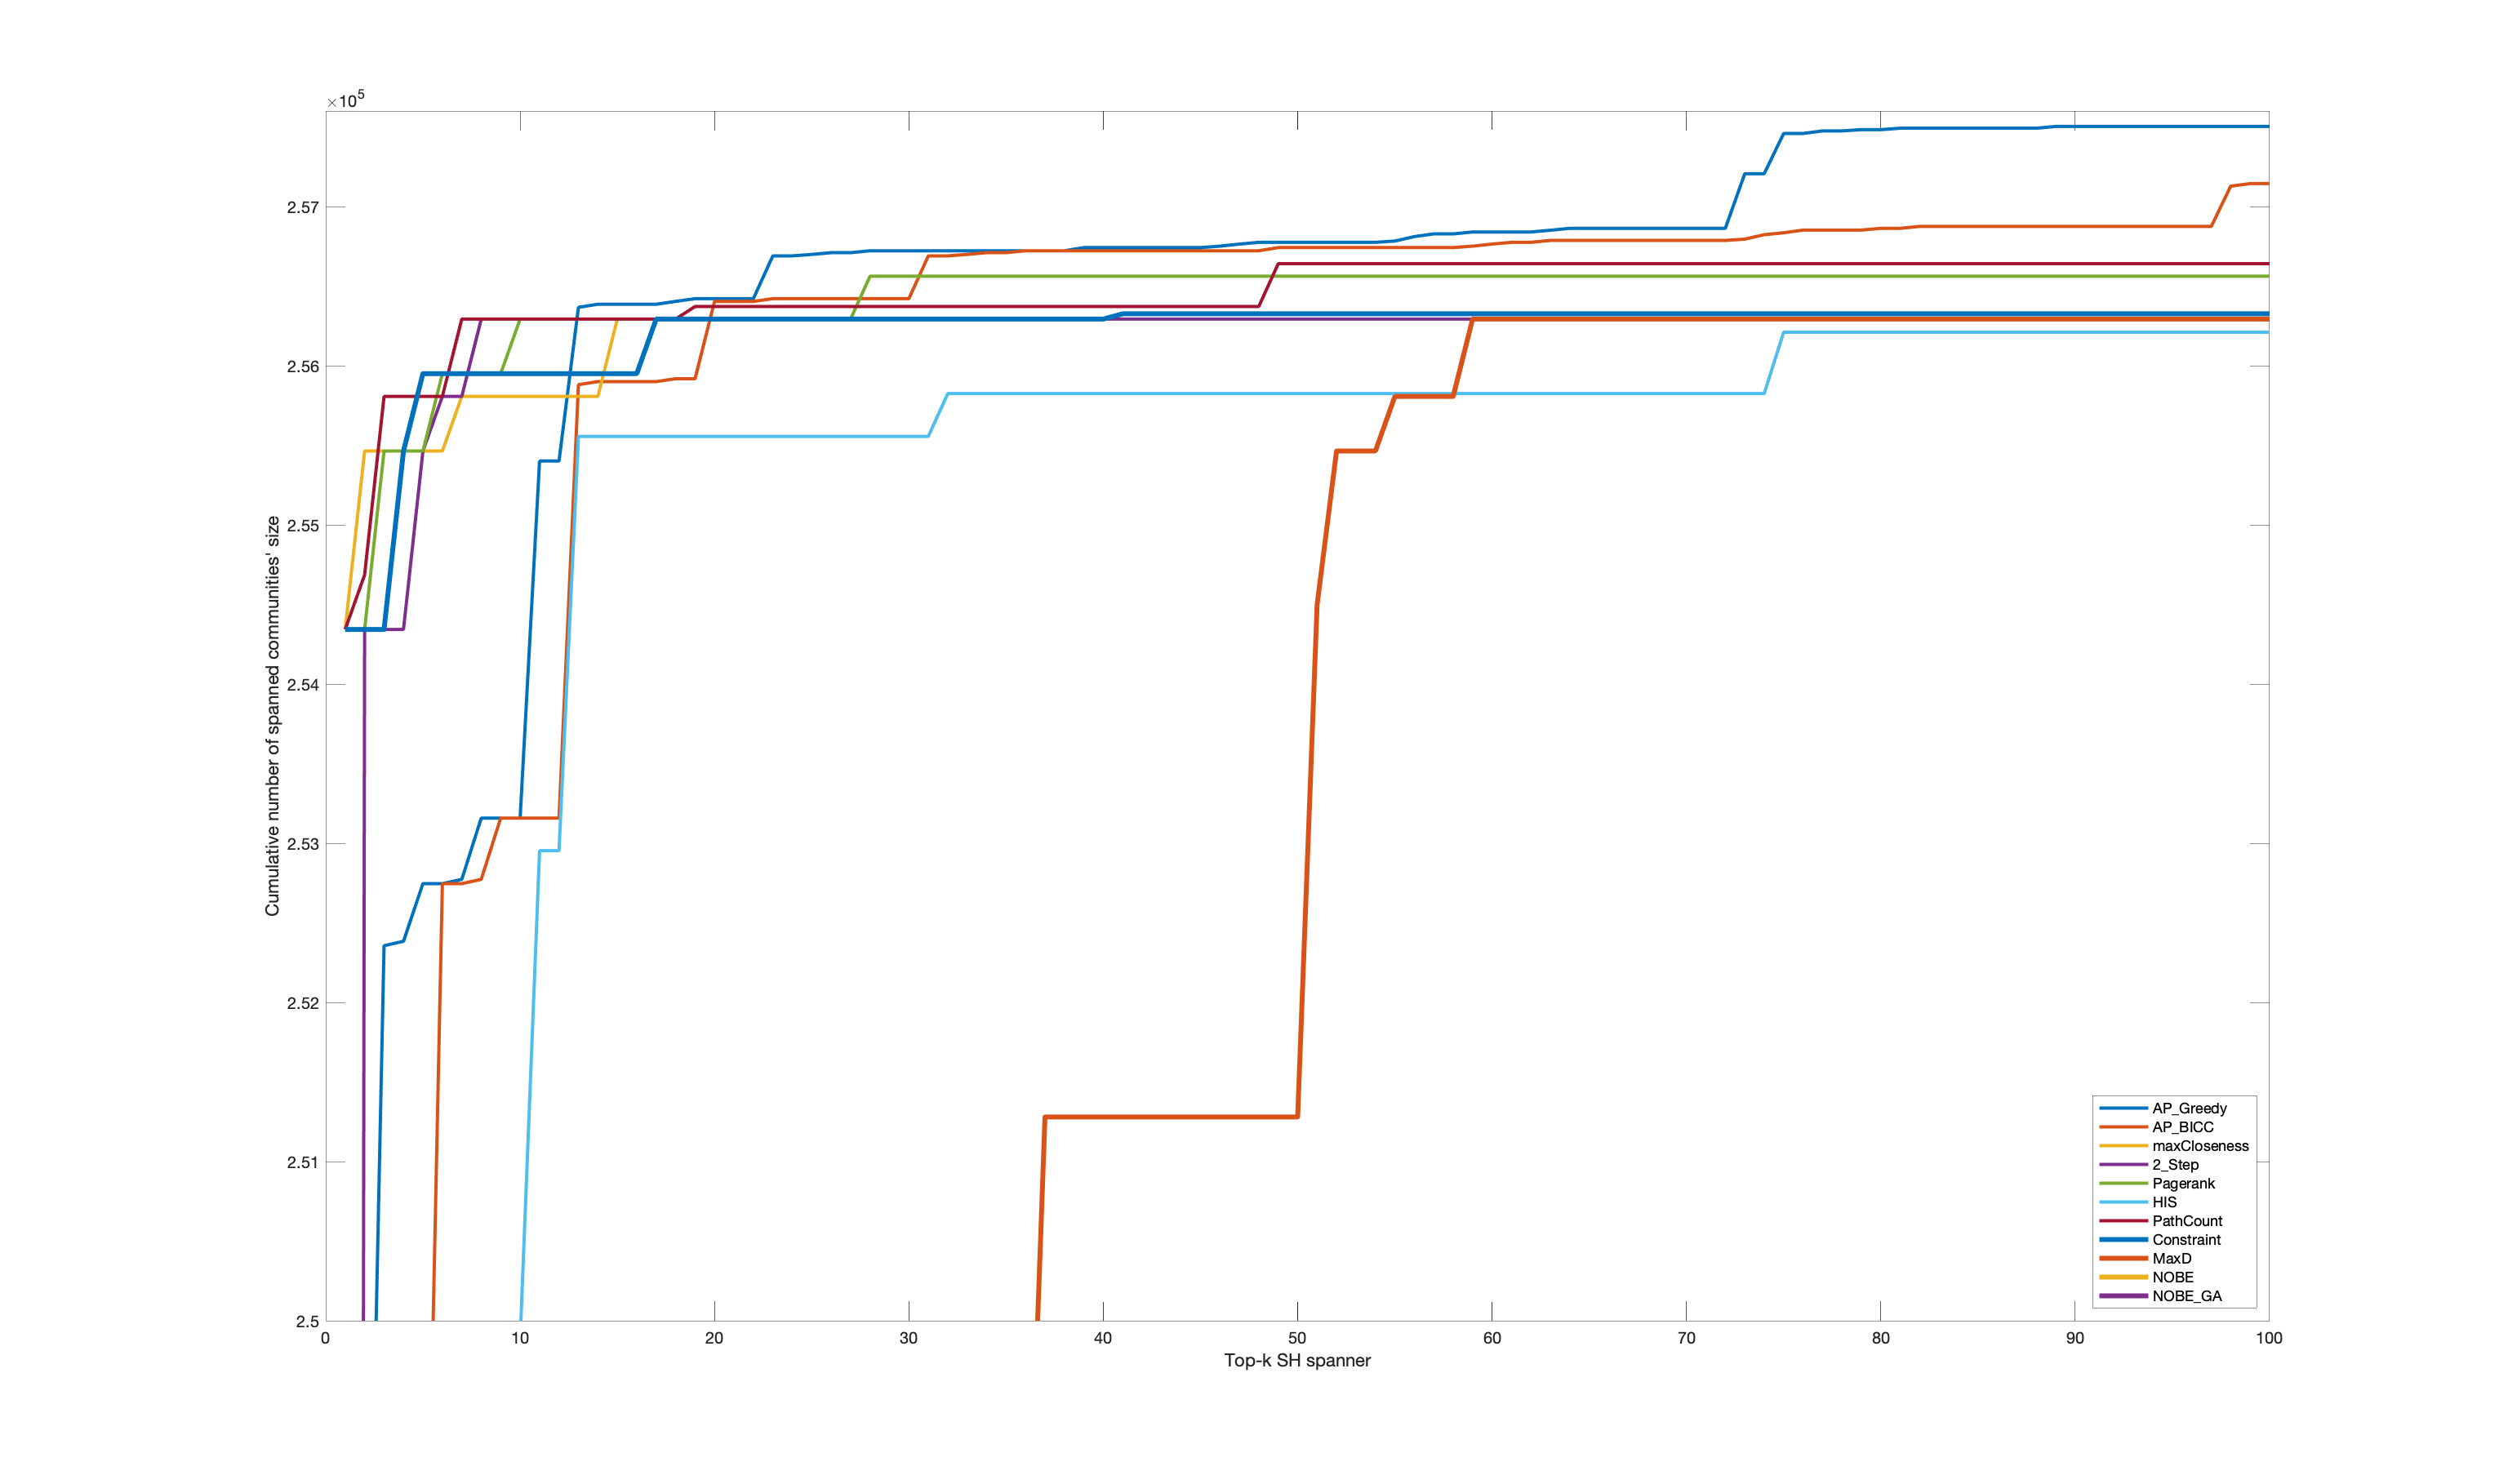 ×10^5
2.57
2.56
2.55
2.54
2.53
2.52
2.51
2.5
Cumulative number of spanned communities' size
0 10 20 30 40 50 60 70 80 90 100
Top-k SH spanner
AP_Greedy
AP_BICC
maxCloseness
2_Step
Pagerank
HIS
PathCount
Constraint
MaxD
NOBE
NOBE_GA